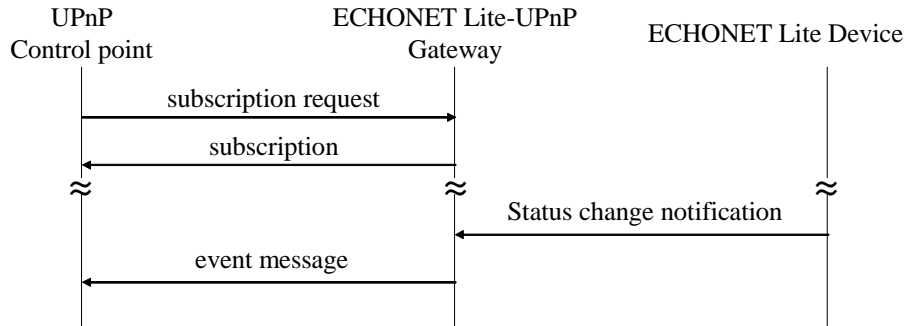 UPnP
Control point
ECHONET Lite-UPnP
Gateway
ECHONET Lite Device
subscription request
subscription
≈ ≈ ≈
Status change notification
event message